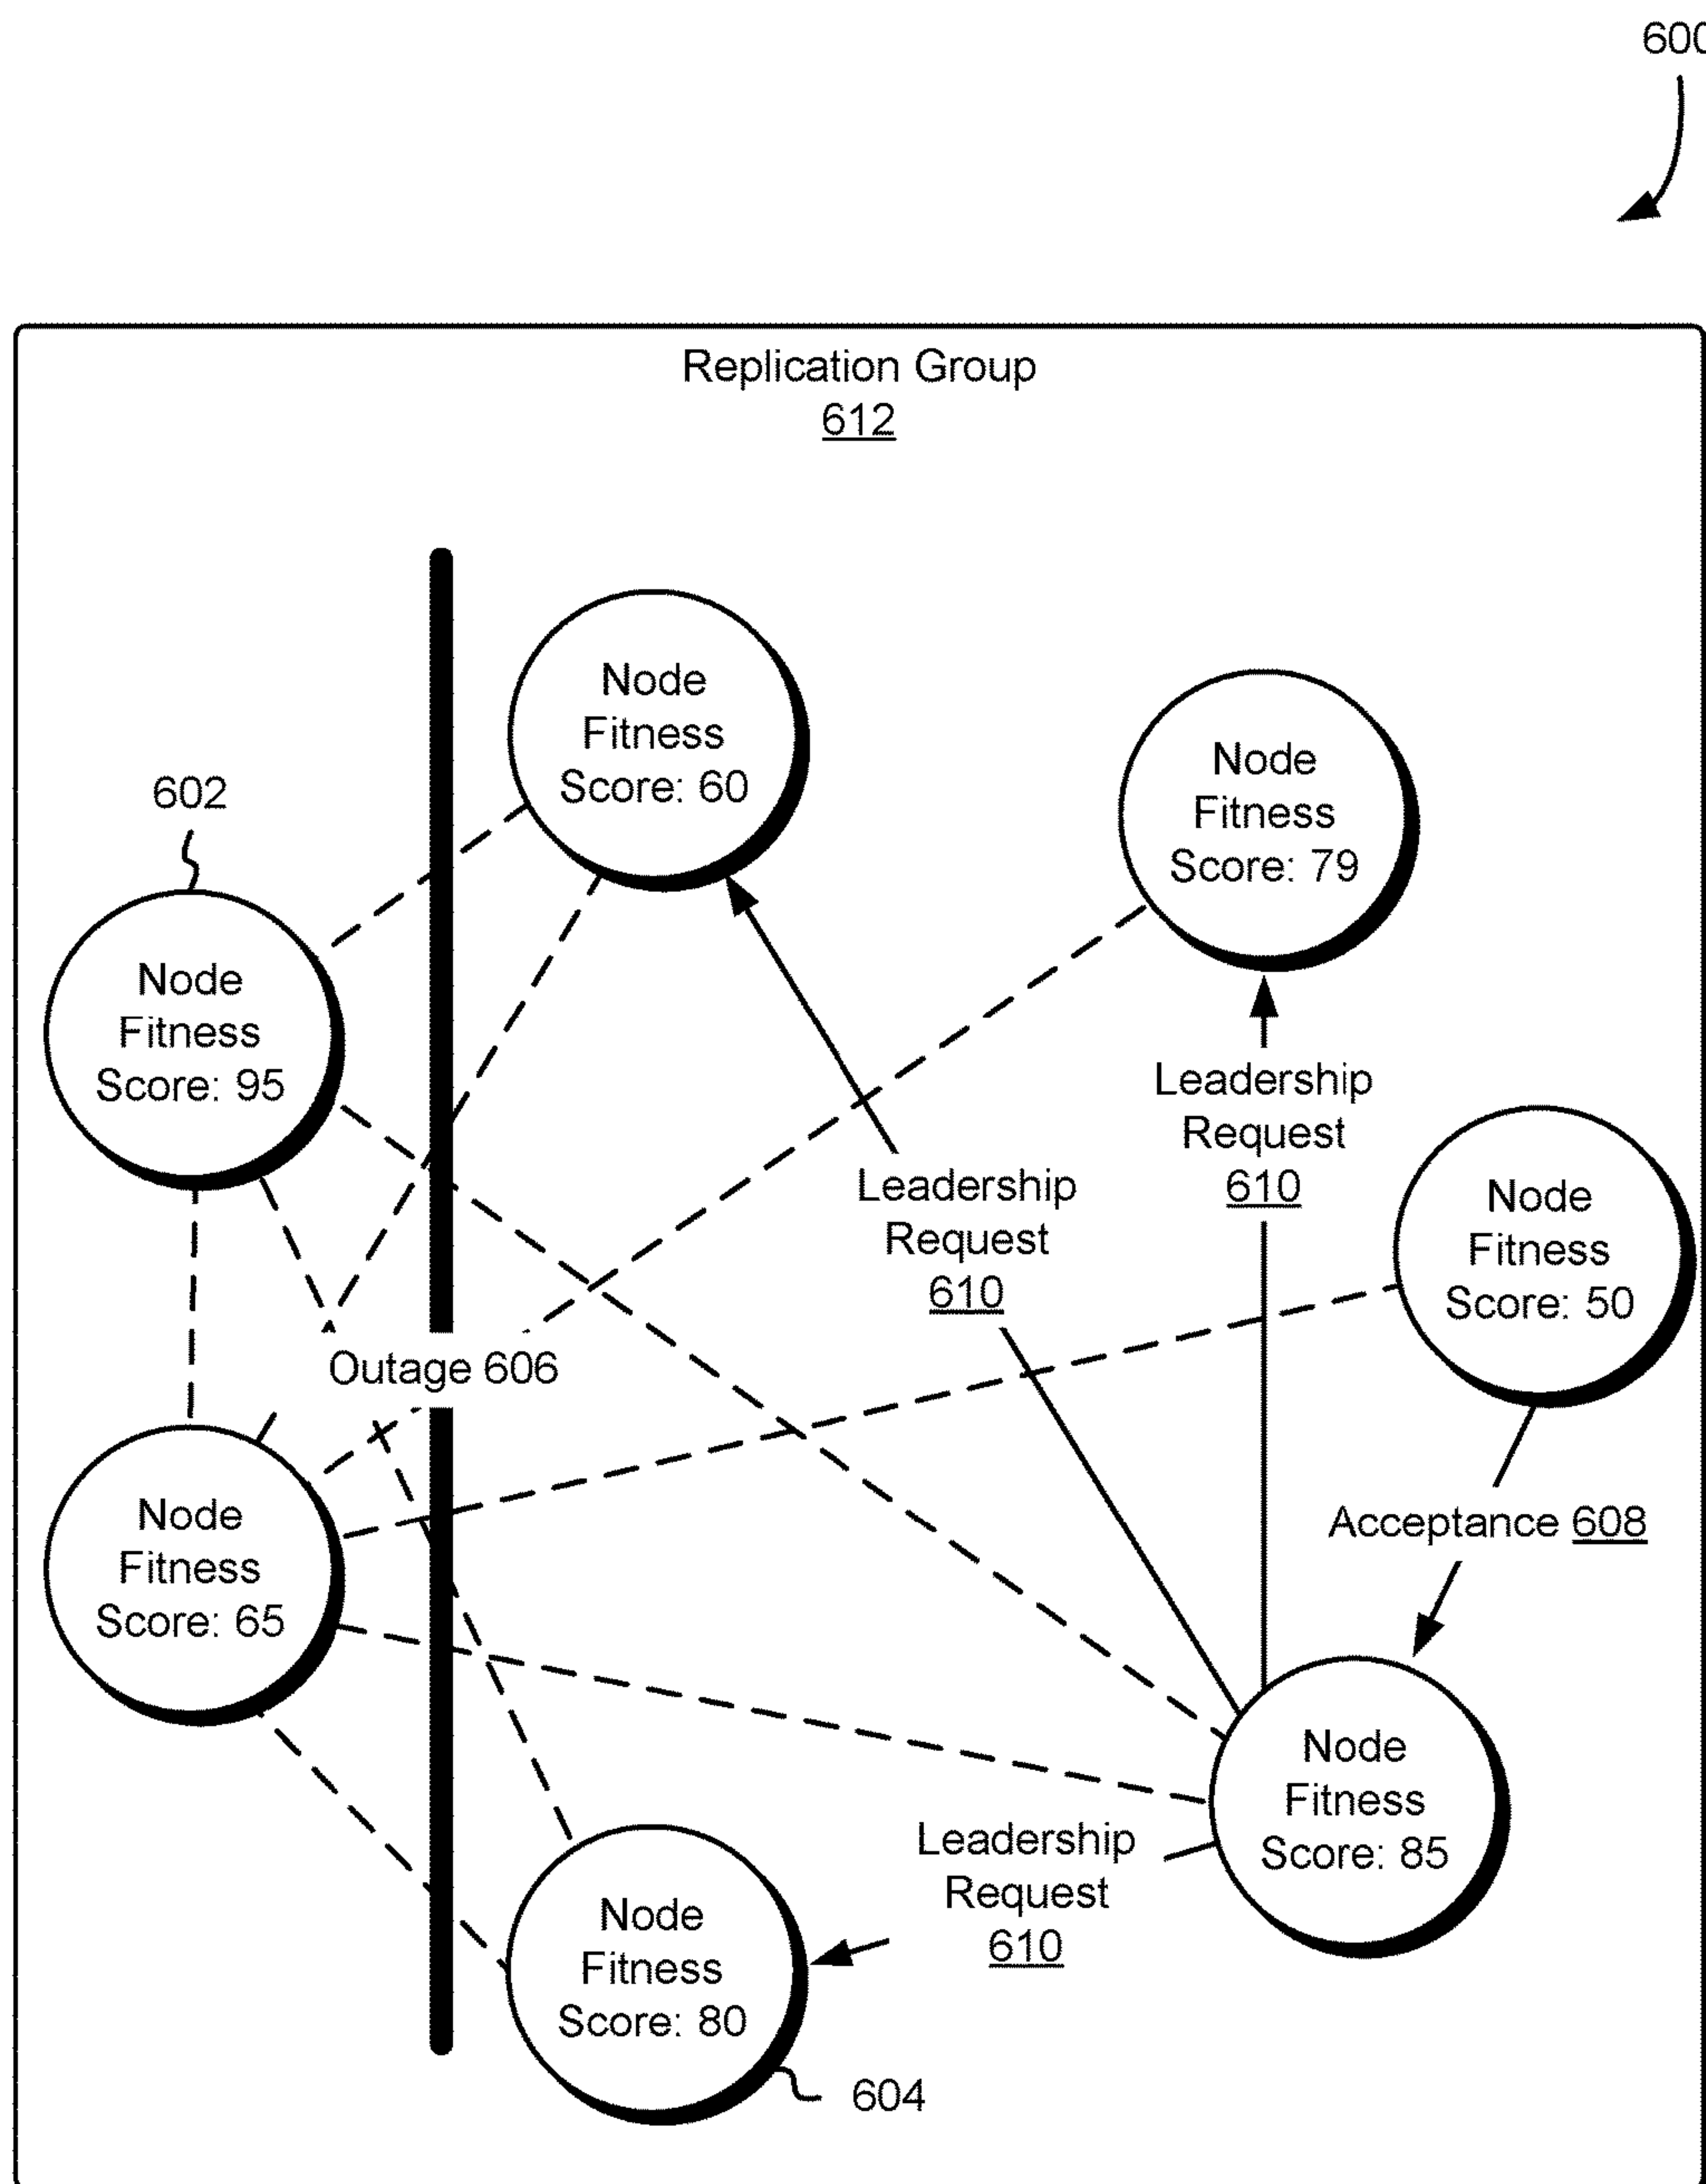 600
Replication Group
612
Node
Fitness
Score: 60
Node
Fitness
Score: 79
602
Node
Fitness
Score: 95
Leadership
Request
610
Leadership
Request
610
Node
Fitness
Score: 50
Outage 606
Node
Fitness
Score: 65
Acceptance 608
Node
Fitness
Score: 85
Leadership
Request
610
Node
Fitness
Score: 80
604